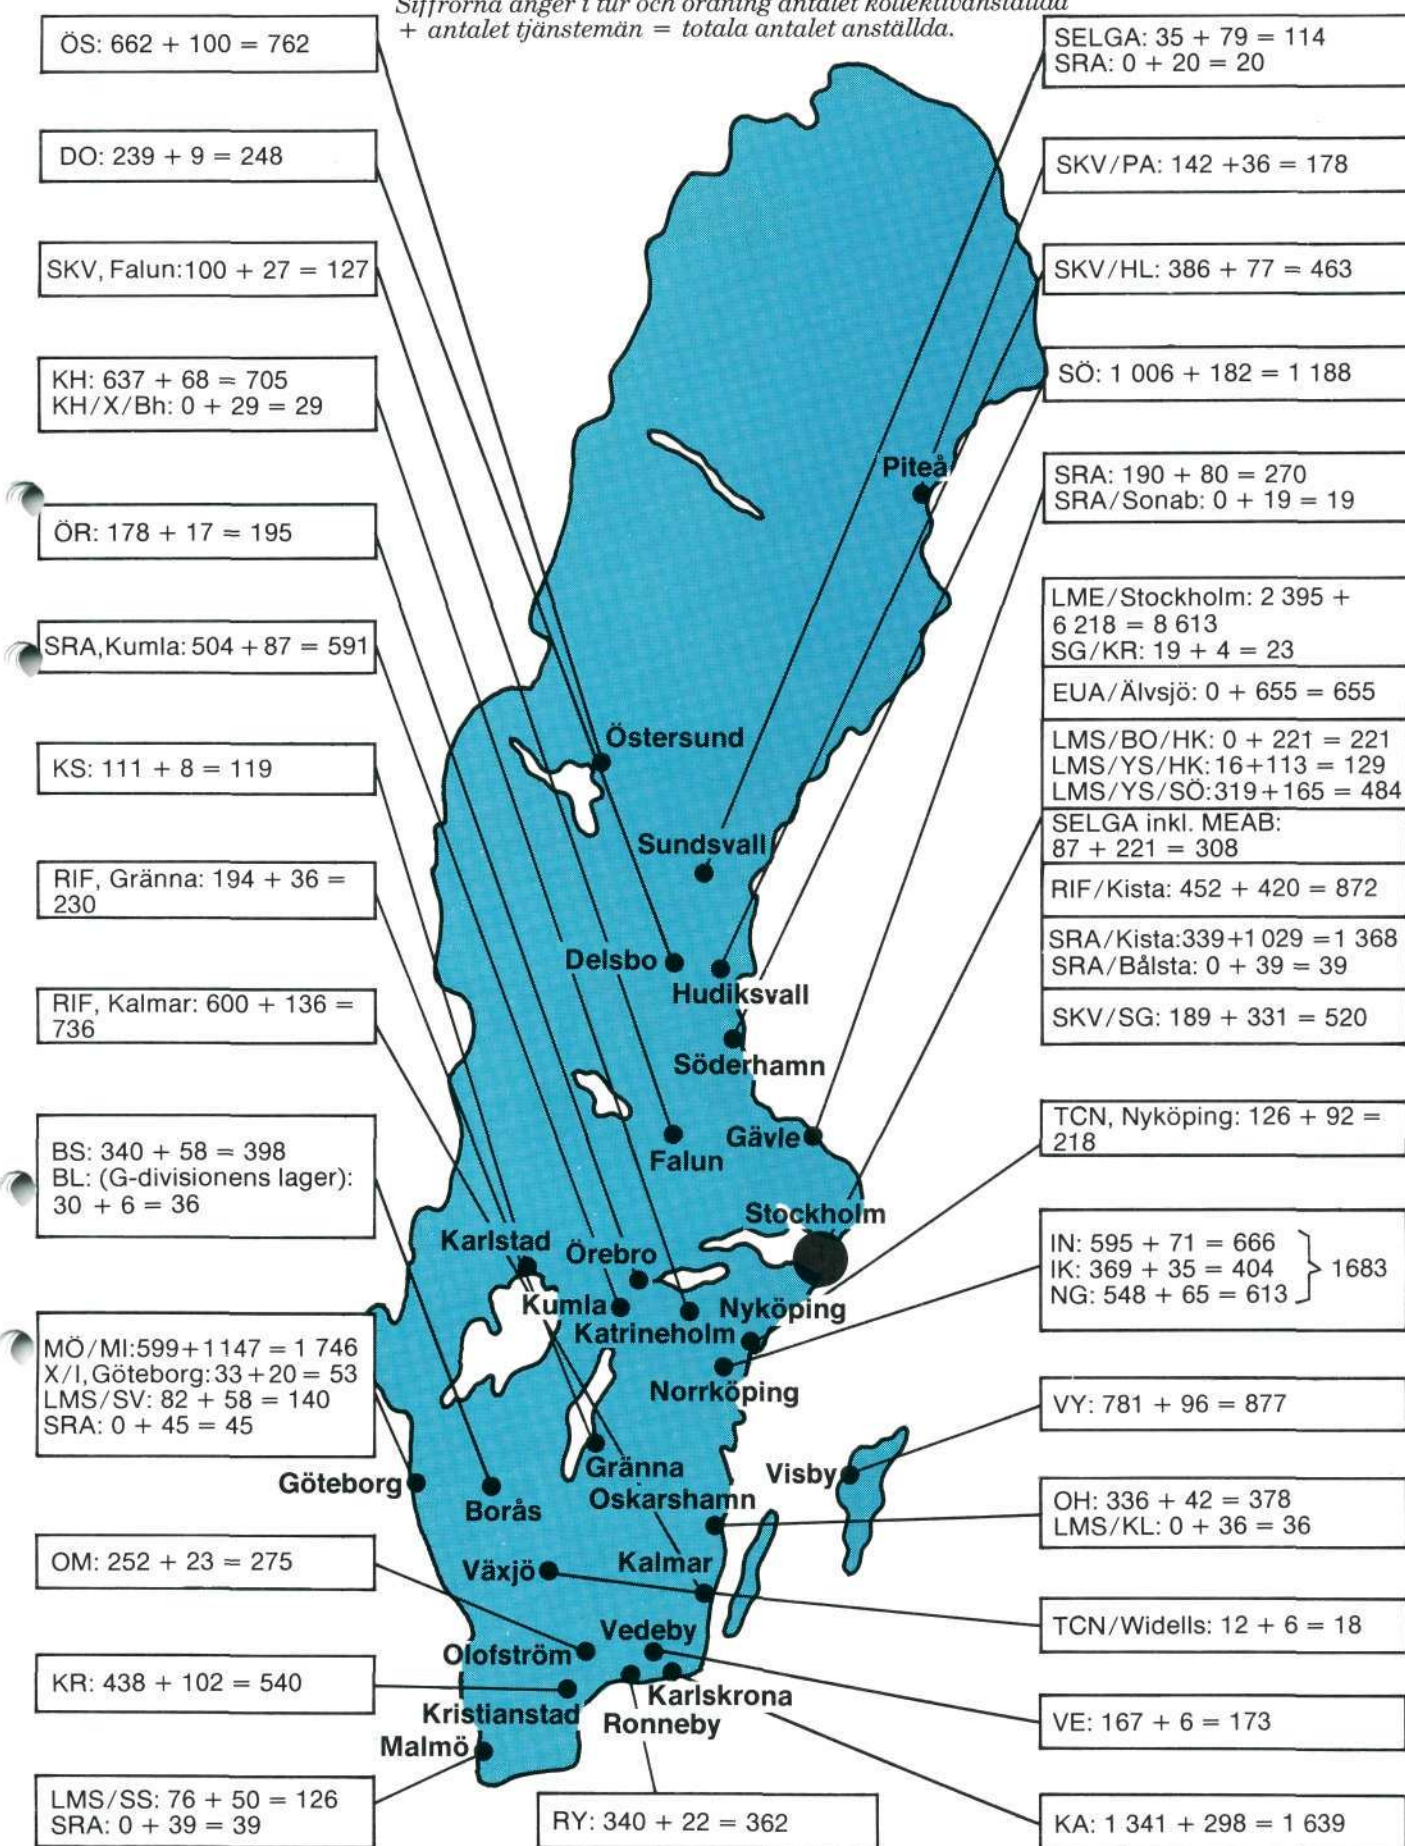 Siffrorna anger i tur och ordning antalet kollektivanställda
+ antalet tjänstemän = totala antalet anställda.
ÖS: 662 + 100 = 762
DO: 239 + 9 = 248
SKV, Falun:100 + 27 = 127
KH: 637 + 68 = 705
KH/X/Bh: 0 + 29 = 29
ÖR: 178 + 17 = 195
SRA,Kumla: 504 + 87 = 591
KS: 111 + 8 = 119
RIF, Gränna: 194 + 36 =
230
RIF, Kalmar: 600 + 136 =
736
BS: 340 + 58 = 398
BL: (G-divisionens lager):
30 + 6 = 36
MÖ/MI:599+1147 = 1 746
X/I,Göteborg:33+20 = 53
LMS/SV: 82 + 58 = 140
SRA: 0 + 45 = 45
OM: 252 + 23 = 275
KR: 438 + 102 = 540
LMS/SS: 76 + 50 = 126
SRA: 0 + 39 = 39
Piteå
Östersund
Sundsvall
Delsbo
Hudiksvall
Söderhamn
Gävle
Falun
Stockholm
Karlstad
Örebro
Kumla
Nyköping
Katrineholm
Norrköping
Gränna
Visby
Göteborg
Oskarshamn
Borås
Kalmar
Växjö
Vedeby
Olofström
Karlskrona
Kristianstad
Ronneby
Malmö
RY: 340 + 22 = 362
SELGA: 35 + 79 = 114
SRA: 0 + 20 = 20
SKV/PA: 142 +36 = 178
SKV/HL: 386 + 77 = 463
SÖ: 1 006 + 182 = 1 188
SRA: 190 + 80 = 270
SRA/Sonab: 0 + 19 = 19
LME/Stockholm: 2 395 +
6 218 = 8 613
SG/KR: 19 + 4 = 23
EUA/Älvsjö: 0 + 655 = 655
LMS/BO/HK: 0 + 221 = 221
LMS/YS/HK: 16+113 = 129
LMS/YS/SÖ:319+165 = 484
SELGA inkl. MEAB:
87 + 221 = 308
RIF/Kista: 452 + 420 = 872
SRA/Kista:339+1 029 = 1 368
SRA/Bålsta: 0 + 39 = 39
SKV/SG: 189 + 331 = 520
TCN, Nyköping: 126 + 92 =
218
IN: 595 + 71 = 666
IK: 369 + 35 = 404 } 1683
NG: 548 + 65 = 613
VY: 781 + 96 = 877
OH: 336 + 42 = 378
LMS/KL: 0 + 36 = 36
TCN/Widells: 12 + 6 = 18
VE: 167 + 6 = 173
KA: 1 341 + 298 = 1 639